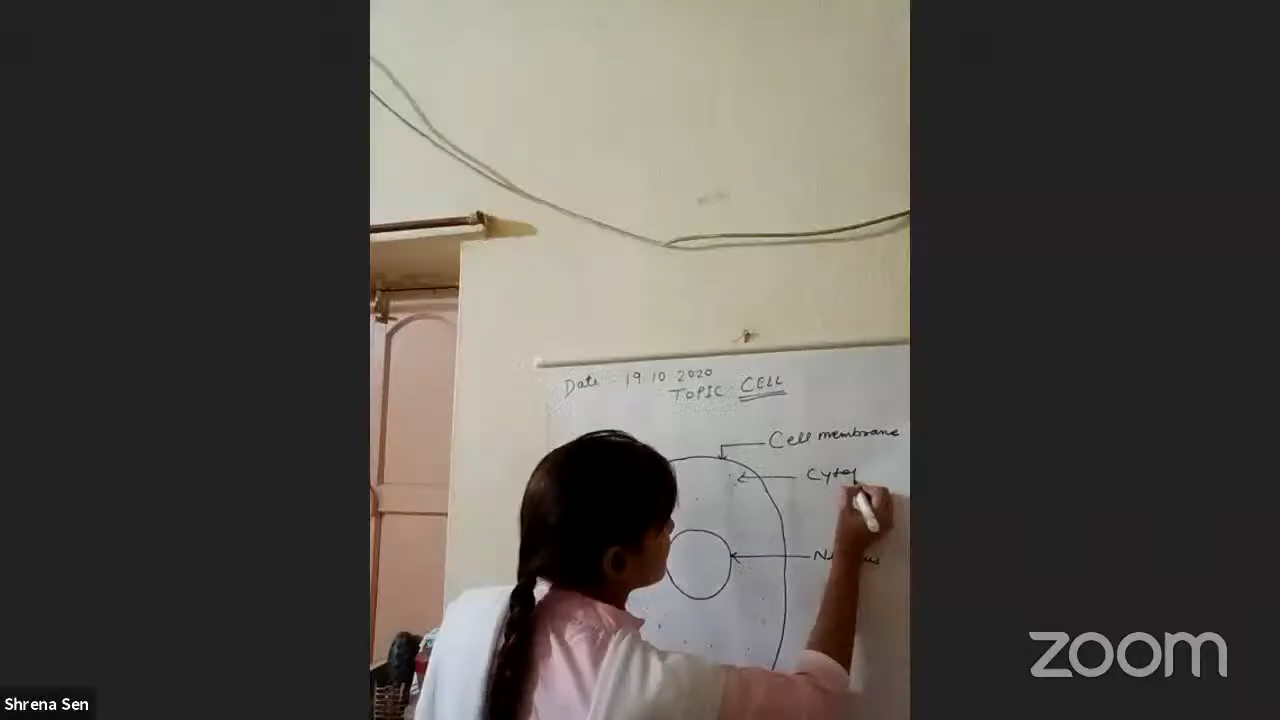 Date : 19.10.2020
TOPIC : CELL
Cell membrane
Cytop
zoom
Shrena Sen